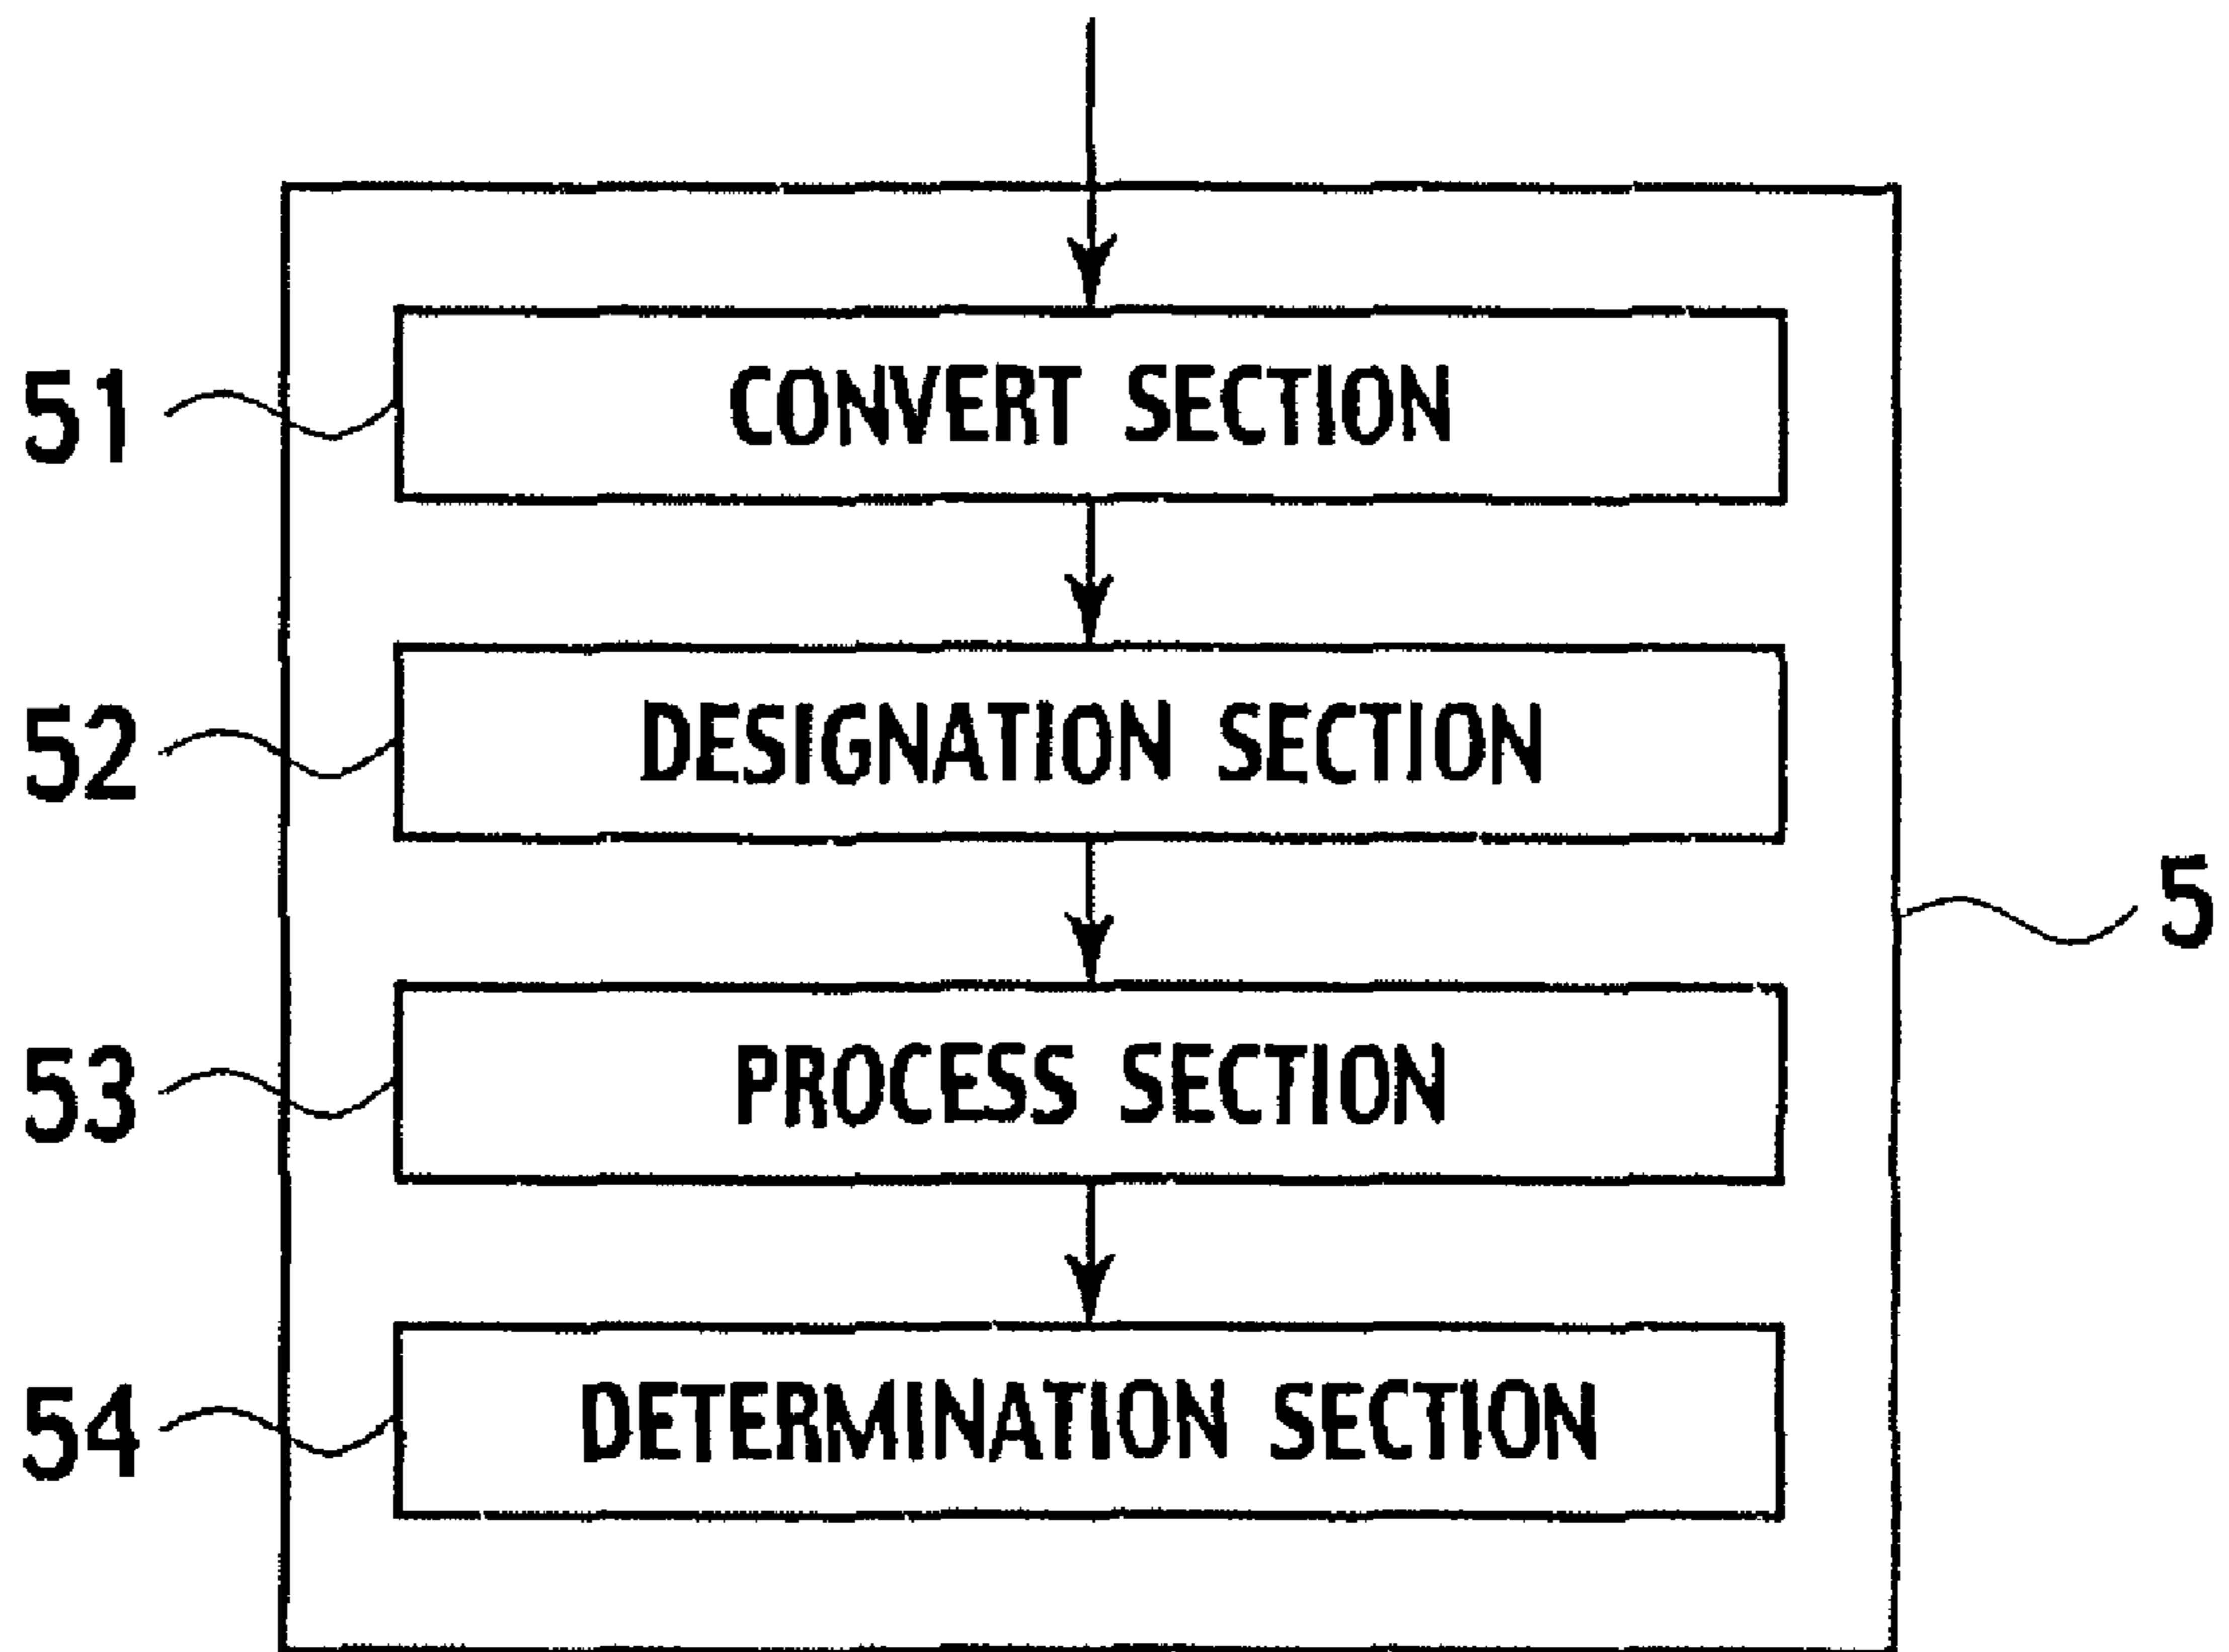 51 CONVERT SECTION
52 DESIGNATION SECTION
5
53 PROCESS SECTION
54 DETERMINATION SECTION